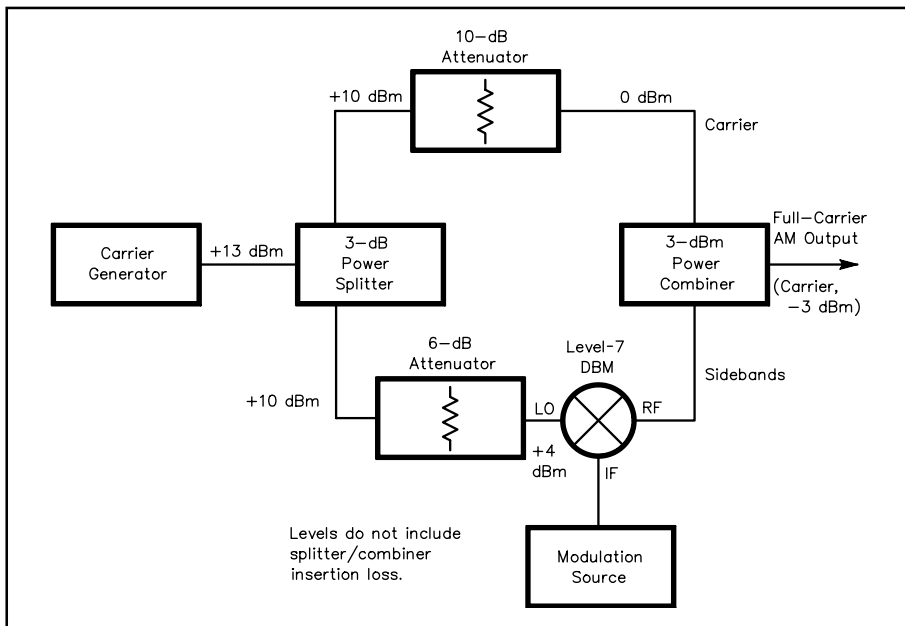 10–dB
Attenuator
+10 dBm
0 dBm
Carrier
Carrier
Generator
+13 dBm
3–dB
Power
Splitter
3–dBm
Power
Combiner
Full–Carrier
AM Output
(Carrier,
–3 dBm)
6–dB
Attenuator
Level-7
DBM
Sidebands
+10 dBm
LO
RF
+4
dBm
IF
Levels do not include
splitter/combiner
insertion loss.
Modulation
Source